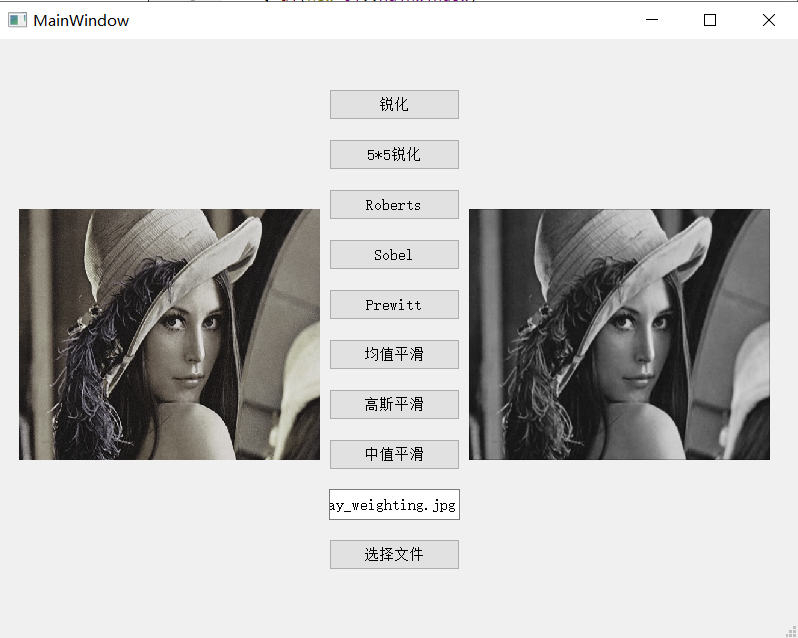 MainWindow
锐化
5*5锐化
Roberts
Sobel
Prewitt
均值平滑
高斯平滑
中值平滑
ay_weighting.jpg
选择文件